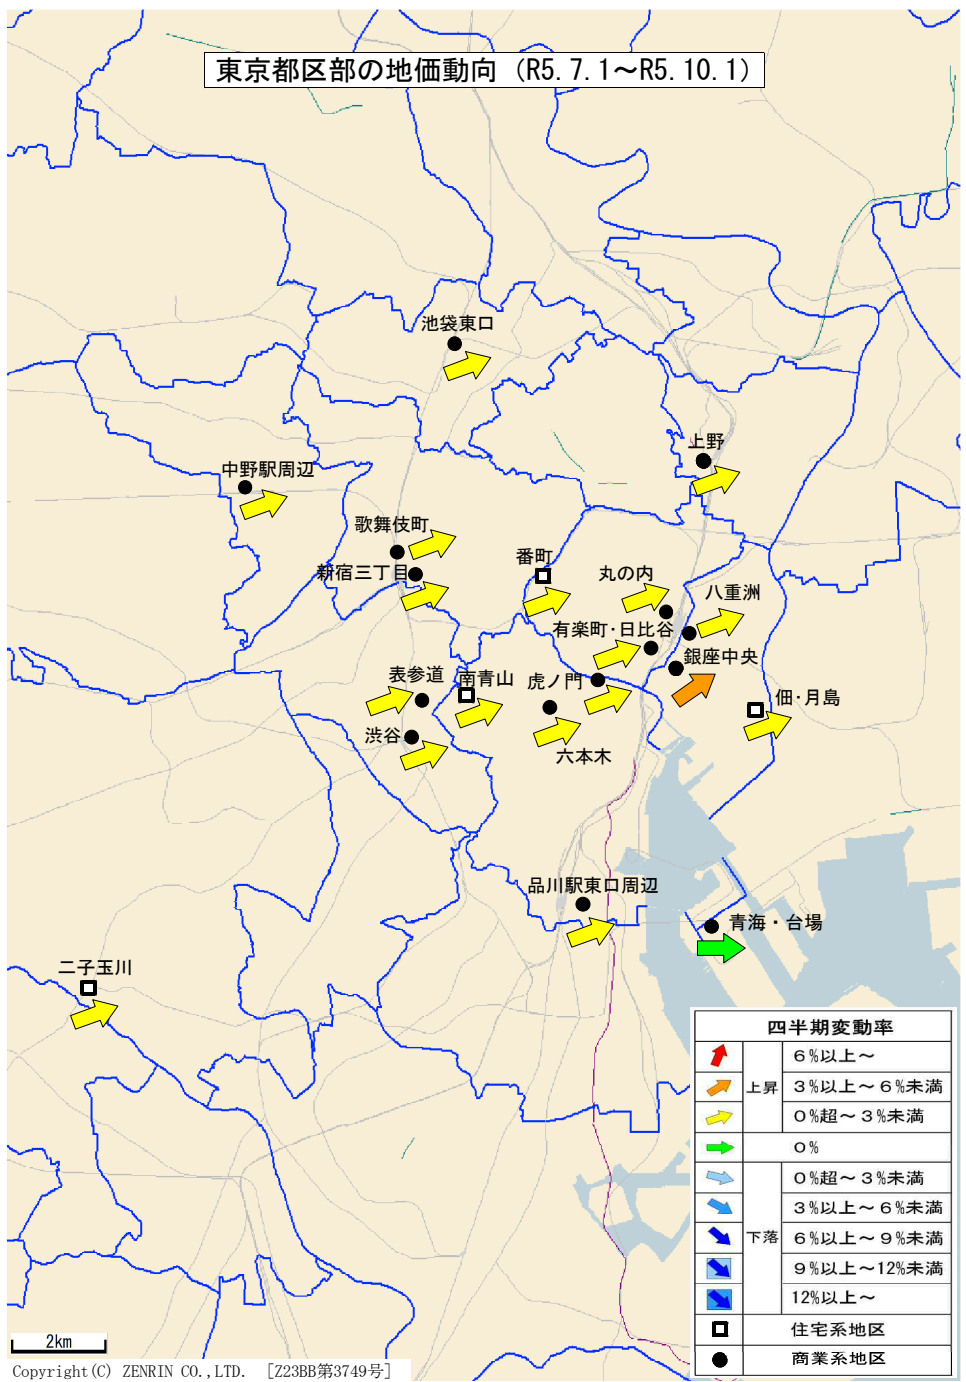 東京都区部の地価動向 (R5.7.1～R5.10.1)
池袋東口
上野
中野駅周辺
歌舞伎町
新宿三丁目
番町
丸の内
八重洲
有楽町・日比谷
銀座中央
表参道
南青山
虎ノ門
佃・月島
渋谷
六本木
品川駅東口周辺
青海・台場
二子玉川
四半期変動率
上昇
６%以上～
３%以上～６%未満
０%超～３%未満
０%
下落
０%超～３%未満
３%以上～６%未満
６%以上～９%未満
９%以上～12%未満
12%以上～
住宅系地区
商業系地区
2km
Copyright(C) ZENRIN CO.,LTD. [Z23BB第3749号]